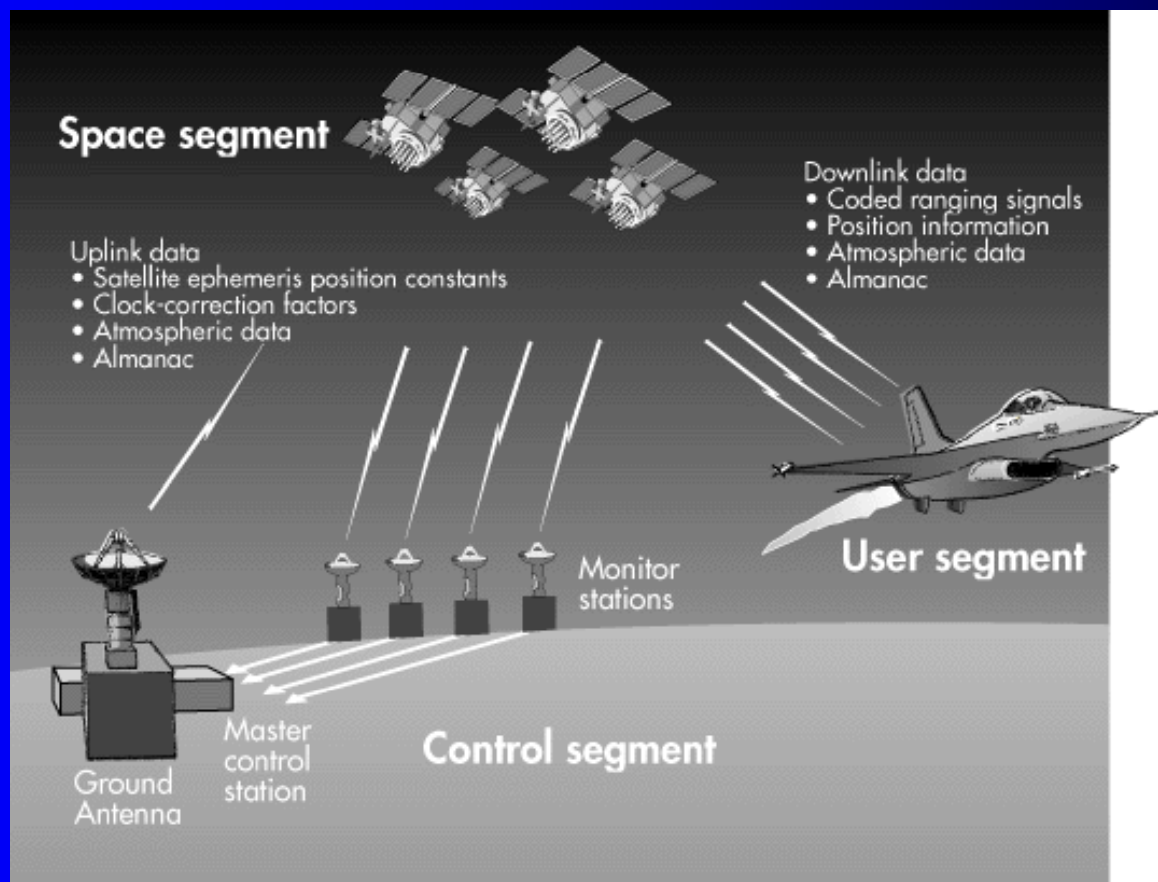 Space segment
Uplink data
• Satellite ephemeris position constants
• Clock-correction factors
• Atmospheric data
• Almanac
Downlink data
• Coded ranging signals
• Position information
• Atmospheric data
• Almanac
User segment
Monitor
stations
Control segment
Master
control
station
Ground
Antenna